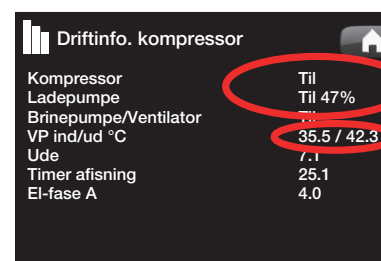 Driftinfo. kompressor
Kompressor Til
Ladepumpe Til 47%
Brinepumpe/Ventilator Til
VP ind/ud °C 35.5 / 42.3
Ude 7.1
Timer afisning 25.1
El-fase A 4.0